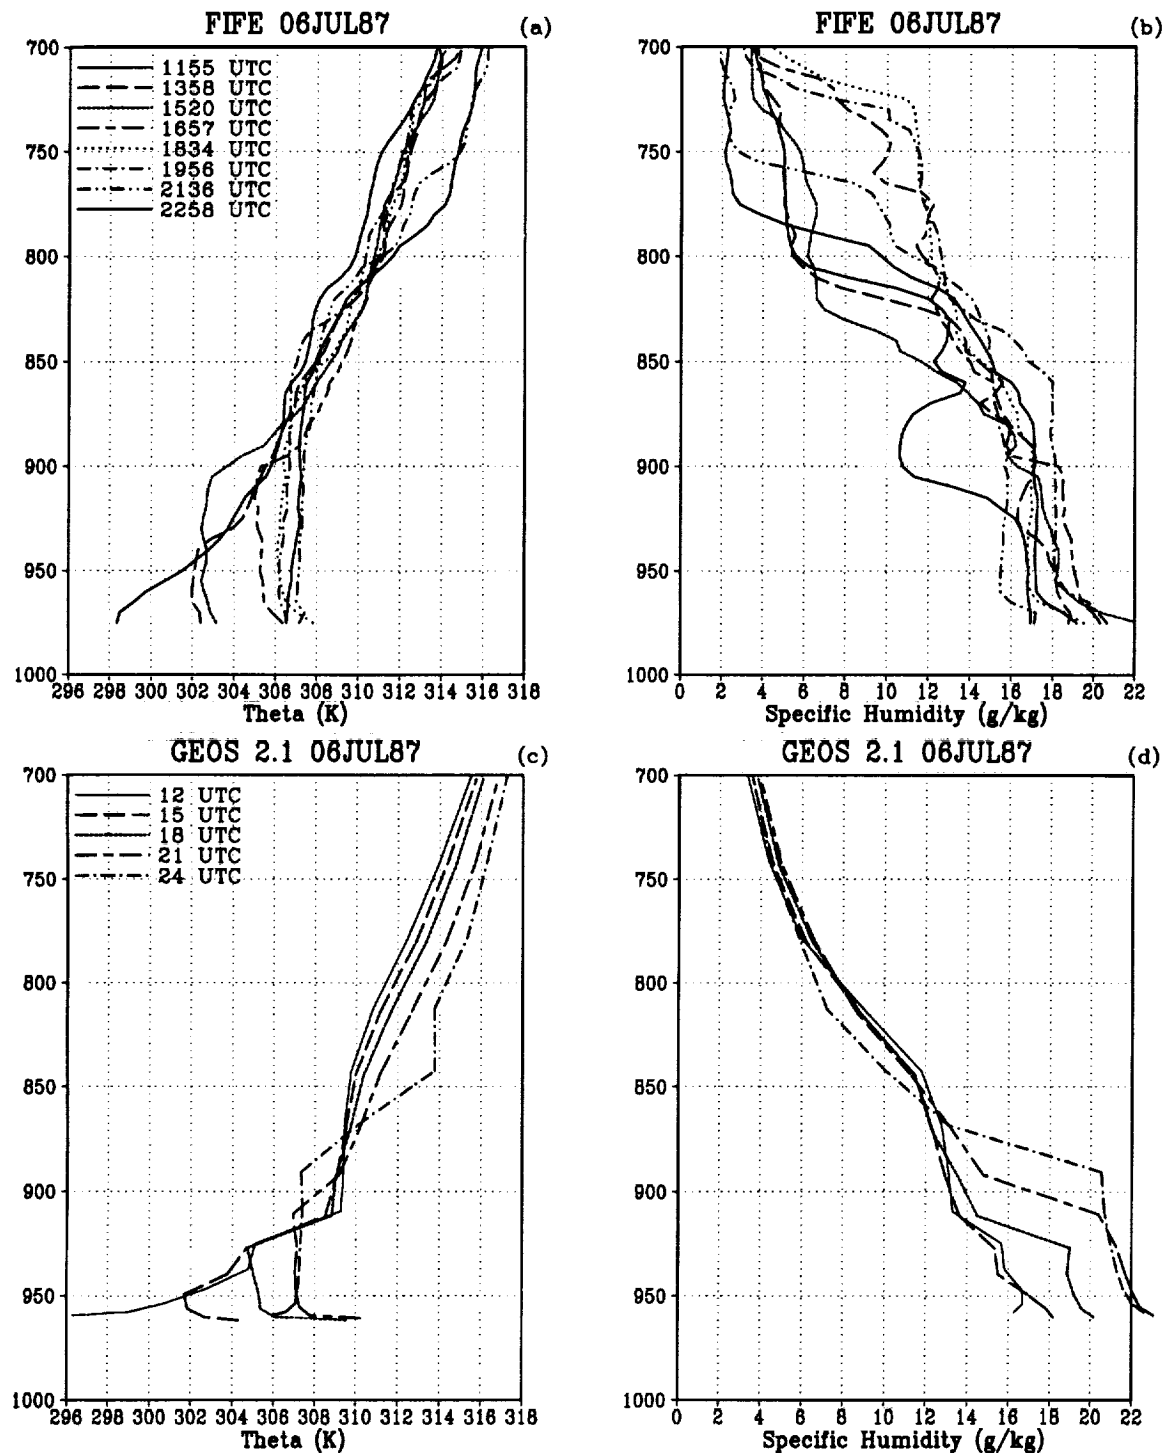 FIFE 06JUL87 (a)
700
750
800
850
900
950
1000
1155 UTC
1358 UTC
1520 UTC
1657 UTC
1834 UTC
1956 UTC
2136 UTC
2258 UTC
296 298 300 302 304 306 308 310 312 314 316 318
Theta (K)
FIFE 06JUL87 (b)
700
750
800
850
900
950
1000
0 2 4 6 8 10 12 14 16 18 20 22
Specific Humidity (g/kg)
GEOS 2.1 06JUL87 (c)
700
750
800
850
900
950
1000
12 UTC
15 UTC
18 UTC
21 UTC
24 UTC
296 298 300 302 304 306 308 310 312 314 316 318
Theta (K)
GEOS 2.1 06JUL87 (d)
700
750
800
850
900
950
1000
0 2 4 6 8 10 12 14 16 18 20 22
Specific Humidity (g/kg)